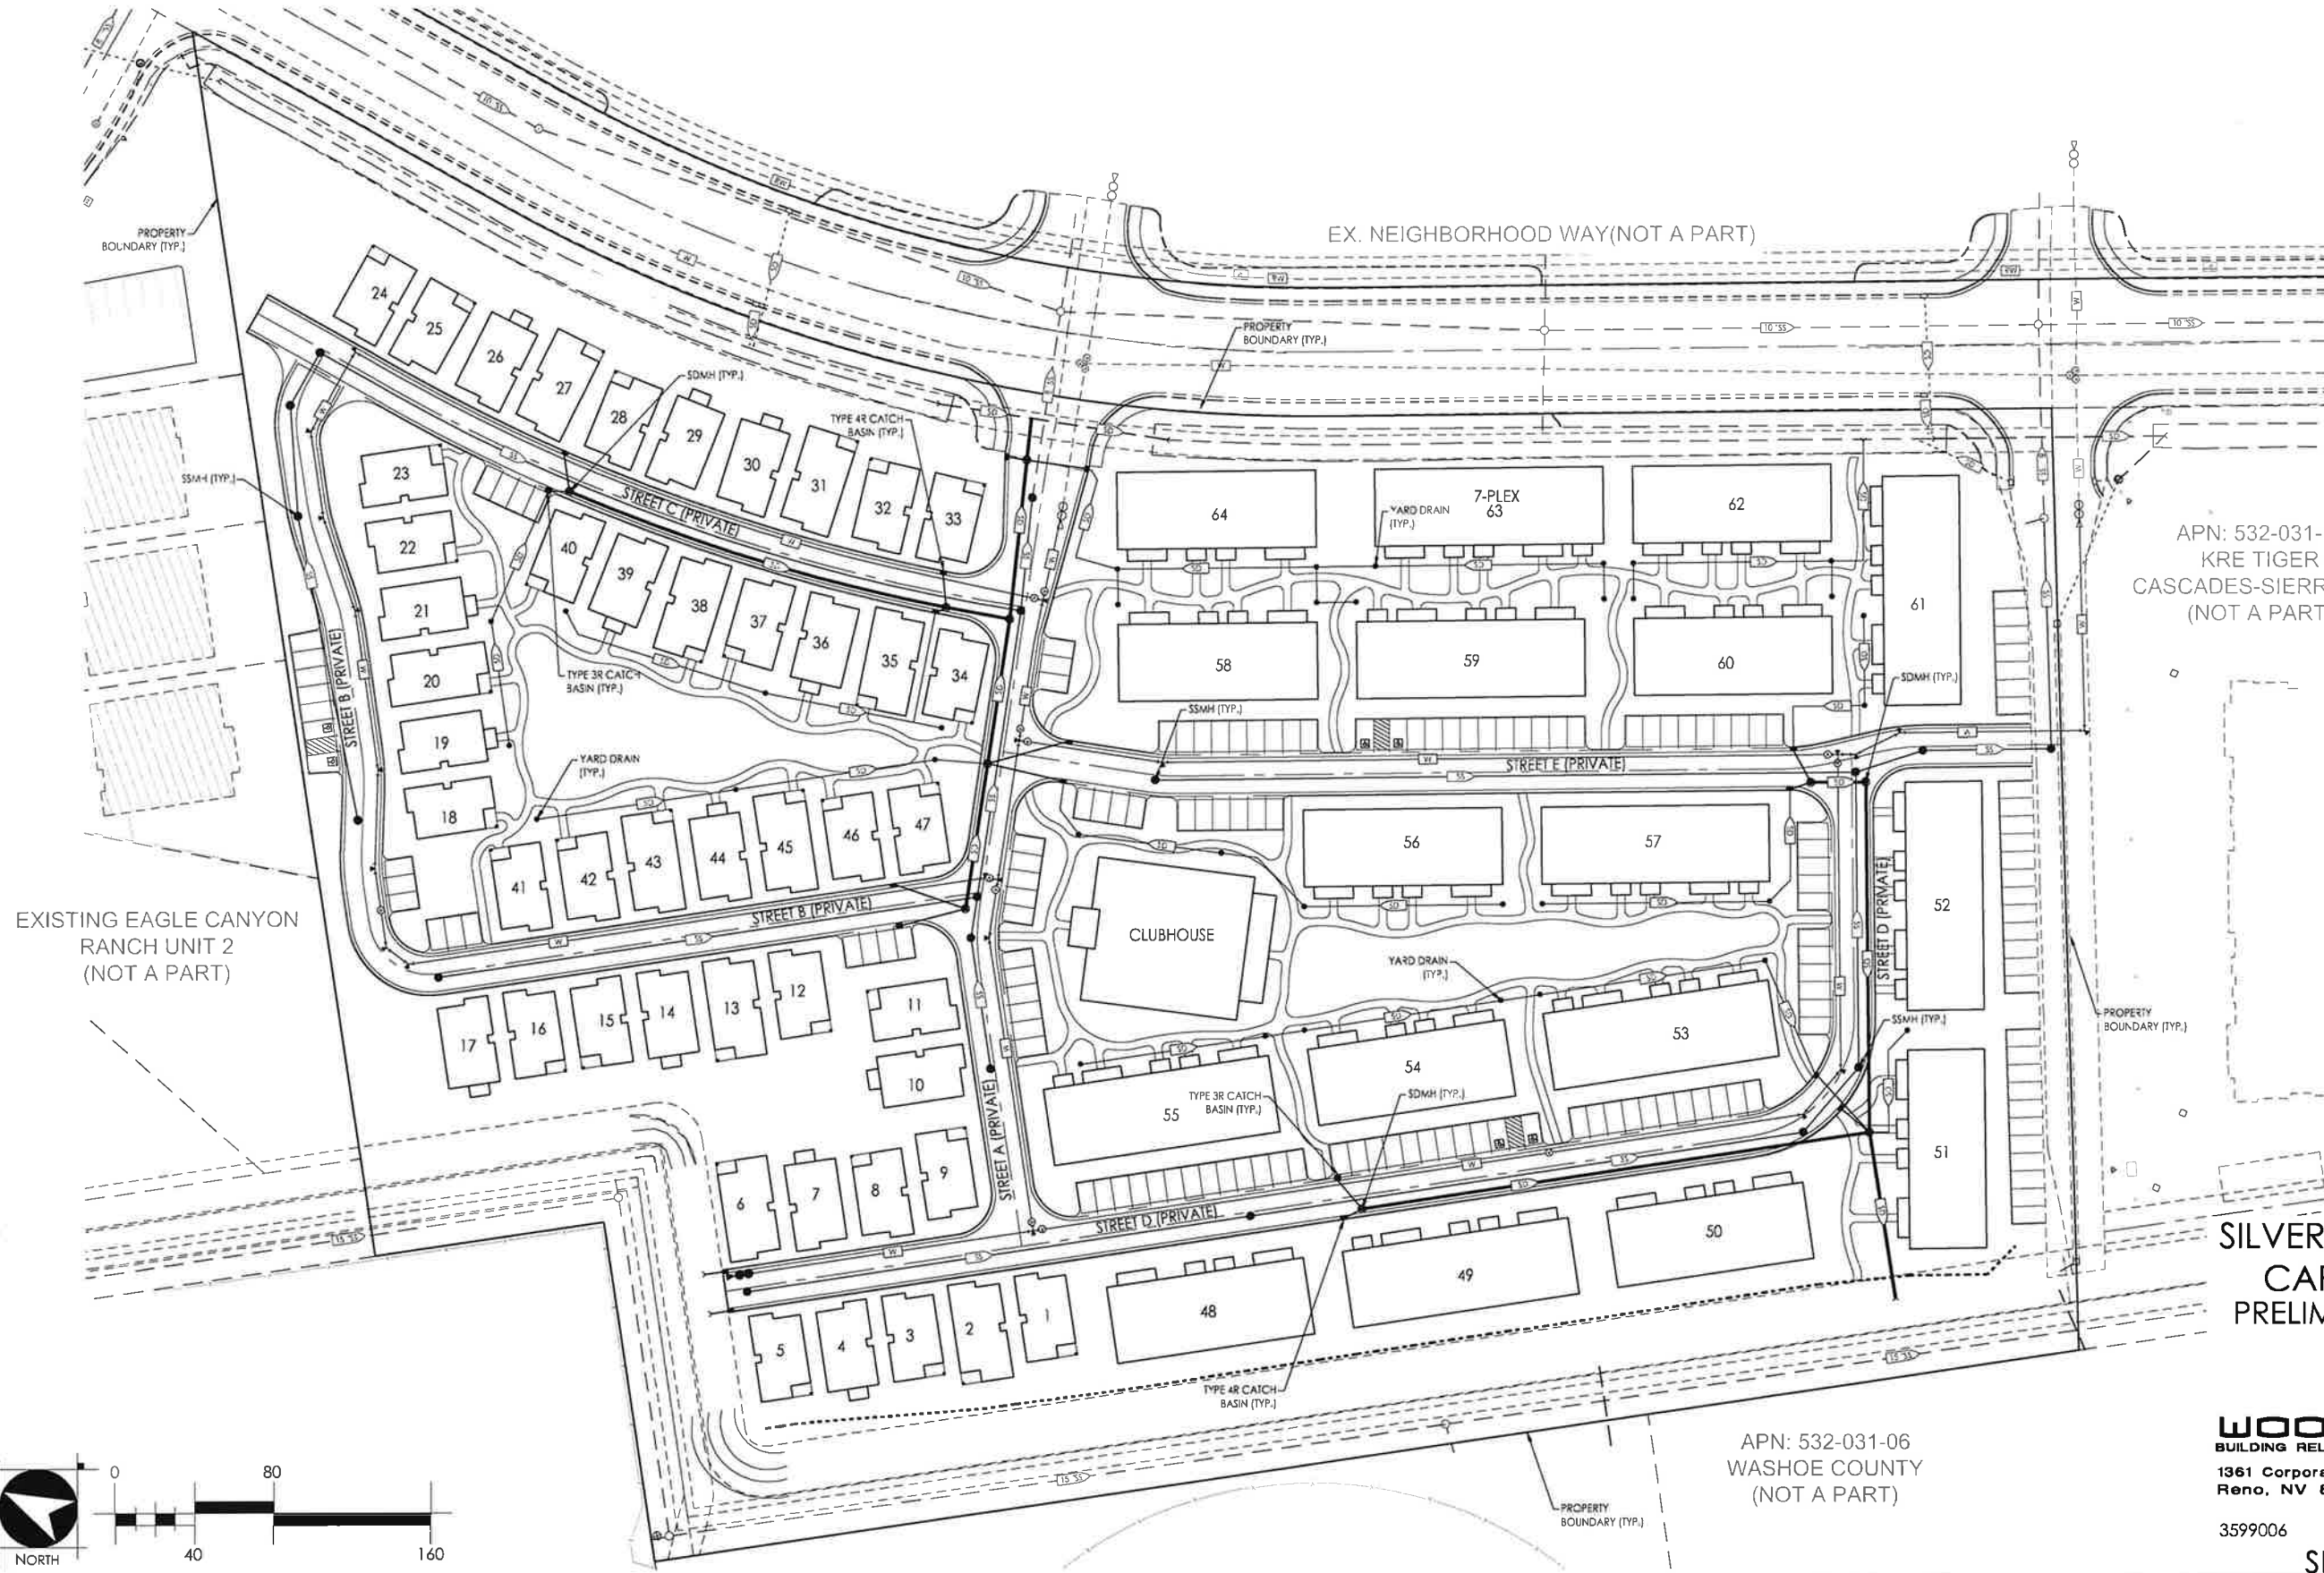 EX. NEIGHBORHOOD WAY(NOT A PART)
PROPERTY
BOUNDARY (TYP.)
PROPERTY
BOUNDARY (TYP.)
24
25
26
27
28
29
30
31
32
33
SDMH (TYP.)
TYPE 4R CATCH
BASIN (TYP.)
SSMH (TYP.)
STREET C (PRIVATE)
23
22
21
20
19
18
40
39
38
37
36
35
34
TYPE 3R CATCH
BASIN (TYP.)
STREET B (PRIVATE)
YARD DRAIN
(TYP.)
41
42
43
44
45
46
47
STREET B (PRIVATE)
64
7-PLEX
63
YARD DRAIN
(TYP.)
62
61
58
59
60
SSMH (TYP.)
SDMH (TYP.)
STREET E (PRIVATE)
APN: 532-031-
KRE TIGER
CASCADES-SIERR
(NOT A PART
56
57
52
STREET D (PRIVATE)
CLUBHOUSE
YARD DRAIN
(TYP.)
EXISTING EAGLE CANYON
RANCH UNIT 2
(NOT A PART)
17
16
15
14
13
12
11
10
53
54
55
SSMH (TYP.)
PROPERTY
BOUNDARY (TYP.)
TYPE 3R CATCH
BASIN (TYP.)
SDMH (TYP.)
51
STREET A (PRIVATE)
6
7
8
9
STREET D (PRIVATE)
5
4
3
2
1
48
49
50
TYPE 4R CATCH
BASIN (TYP.)
APN: 532-031-06
WASHOE COUNTY
(NOT A PART)
PROPERTY
BOUNDARY (TYP.)
0
80
40
160
NORTH
SILVER
CA
PRELIM
WOO
BUILDING REL
1361 Corpora
Reno, NV
3599006